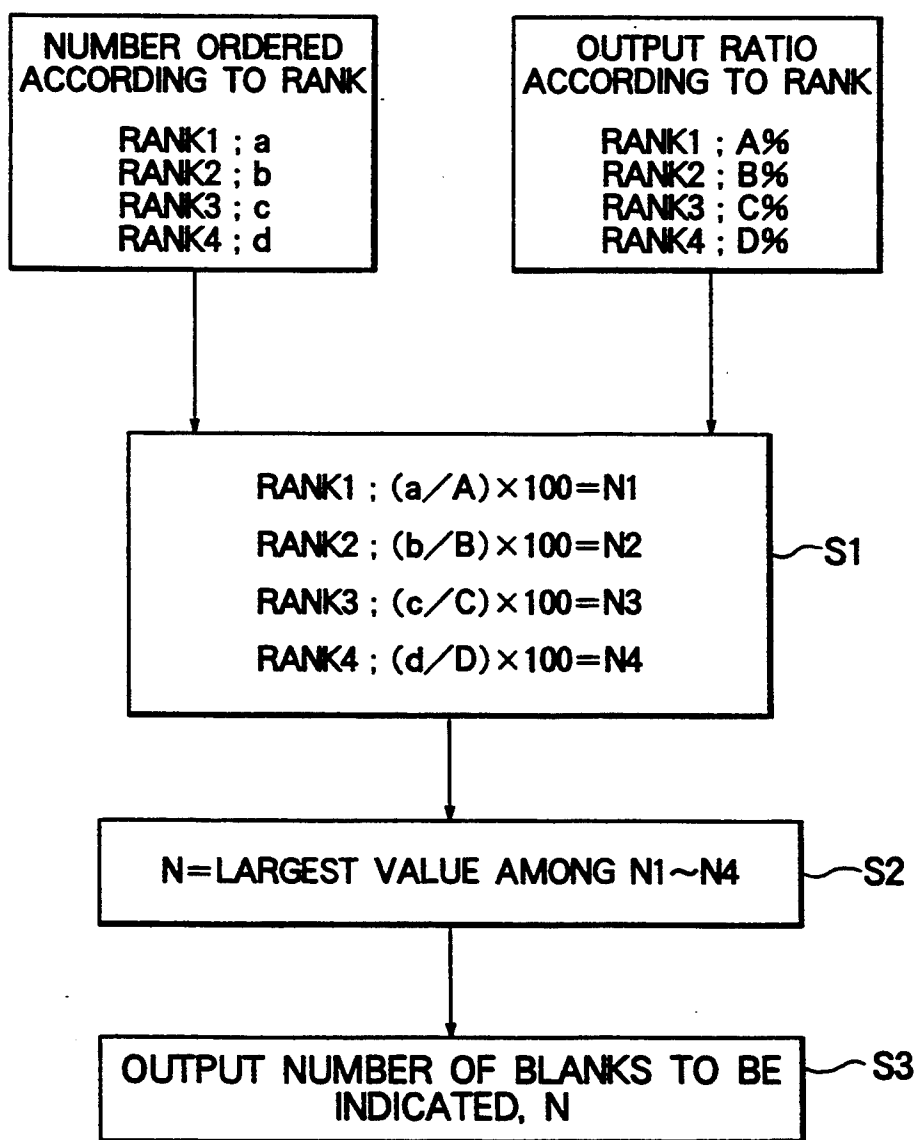 NUMBER ORDERED
ACCORDING TO RANK
RANK1 ; a
RANK2 ; b
RANK3 ; c
RANK4 ; d
OUTPUT RATIO
ACCORDING TO RANK
RANK1 ; A%
RANK2 ; B%
RANK3 ; C%
RANK4 ; D%
RANK1 ; (a/A)×100=N1
RANK2 ; (b/B)×100=N2
RANK3 ; (c/C)×100=N3
RANK4 ; (d/D)×100=N4
S1
N=LARGEST VALUE AMONG N1~N4
S2
OUTPUT NUMBER OF BLANKS TO BE
INDICATED, N
S3